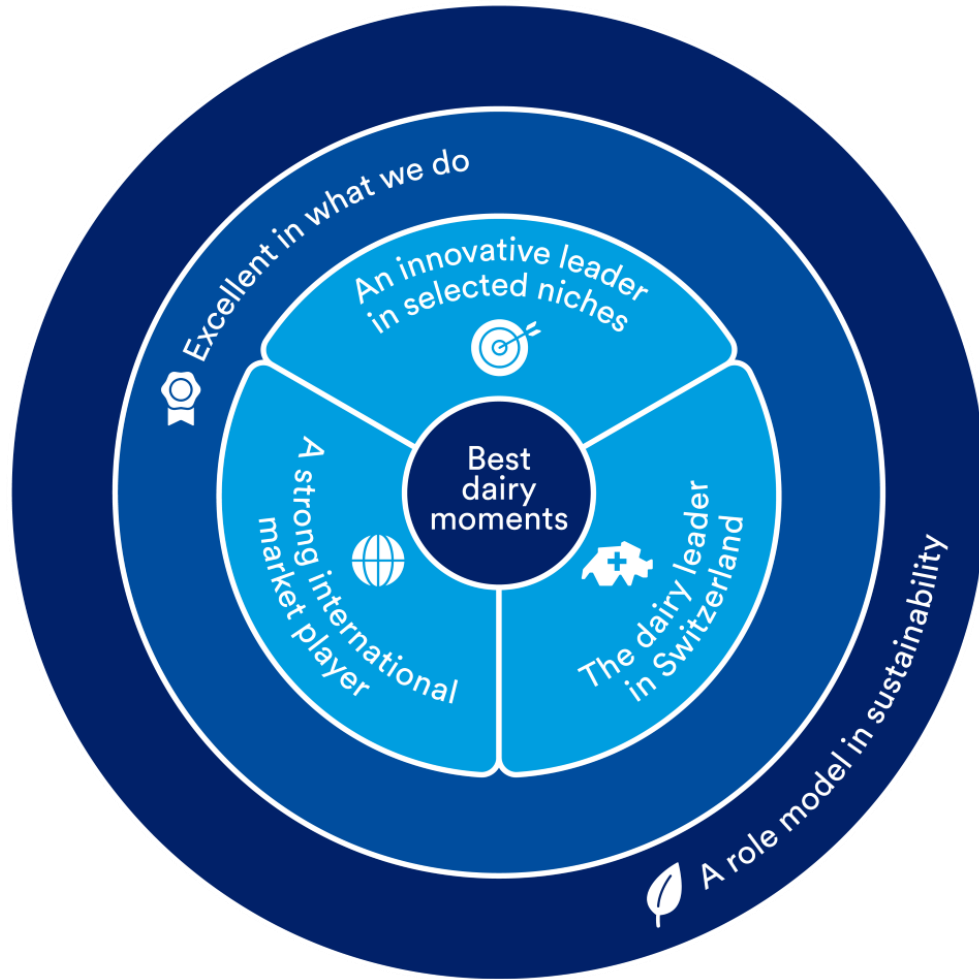 Excellent in what we do
An innovative leader
in selected niches
Best
dairy
moments
A strong international
market player
The dairy leader
in Switzerland
A role model in sustainability